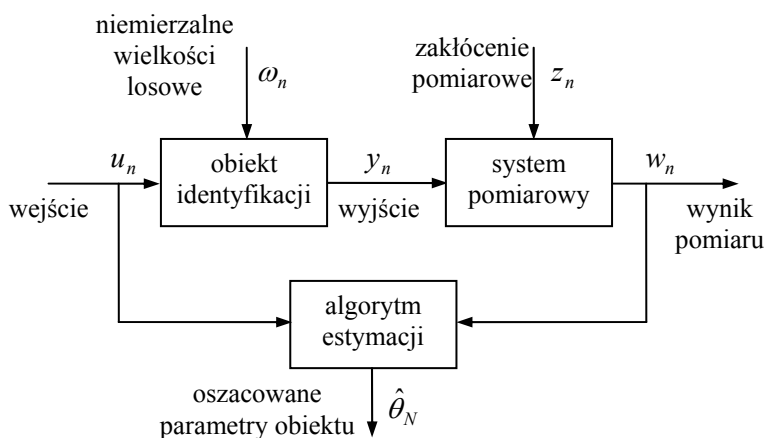 niemierzalne
wielkości
losowe
ω_n
zakłócenie
pomiarowe
z_n
u_n
wejście
obiekt
identyfikacji
y_n
wyjście
system
pomiarowy
w_n
wynik
pomiaru
algorytm
estymacji
oszacowane
parametry obiektu
θ̂_N